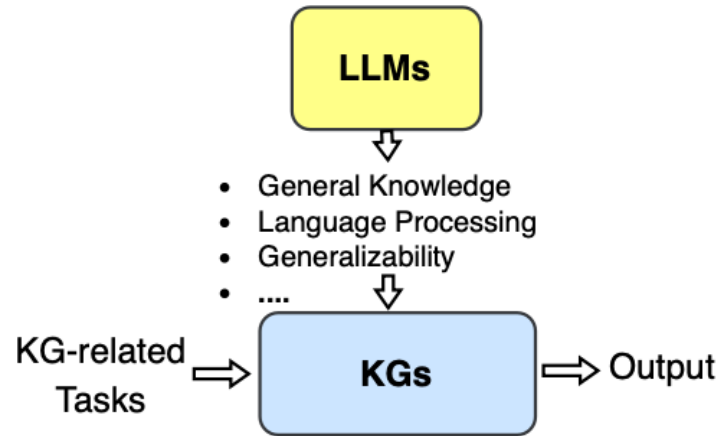 LLMs
• General Knowledge
• Language Processing
• Generalizability
• ....
KG-related
Tasks
KGs
Output